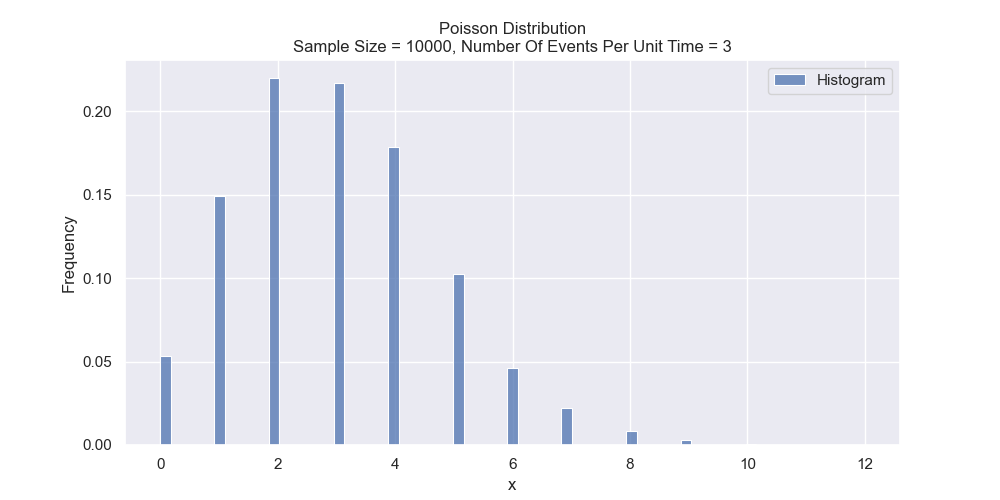 Poisson Distribution
Sample Size = 10000, Number Of Events Per Unit Time = 3
Histogram
0.20
0.15
0.10
0.05
0.00
Frequency
0 2 4 6 8 10 12
x